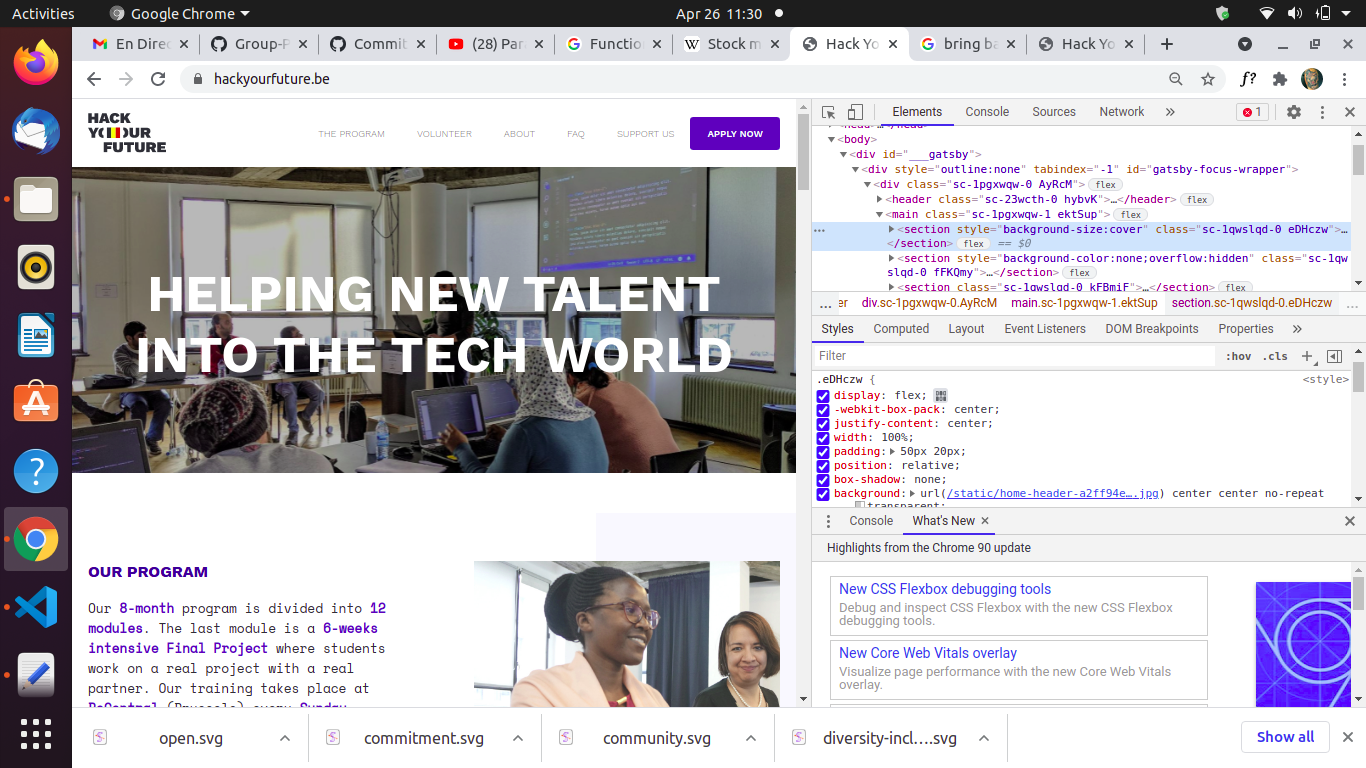 Activities
Google Chrome
Apr 26 11:30
En Direc
Group-P
Commit
(28) Par
Functio
Stock m
Hack Yo
bring ba
Hack Yo
hackyourfuture.be
f?
HACK
YOUR
FUTURE
THE PROGRAM
VOLUNTEER
ABOUT
FAQ
SUPPORT US
APPLY NOW
HELPING NEW TALENT
INTO THE TECH WORLD
OUR PROGRAM
Our 8-month program is divided into 12
modules. The last module is a 6-weeks
intensive Final Project where students
work on a real project with a real
partner. Our training takes place at
BeCentral (Brussels) every Sunday
Elements
Console
Sources
Network
»
1
<body>
<div id="___gatsby">
<div style="outline:none" tabindex="-1" id="gatsby-focus-wrapper">
<div class="sc-1pgxwqw-0 AyRcM"> flex
<header class="sc-23wcth-0 hybvK">…</header> flex
<main class="sc-1pgxwqw-1 ektSup"> flex
<section style="background-size:cover" class="sc-1qwslqd-0 eDHczw">…
</section> flex == $0
<section style="background-color:none;overflow:hidden" class="sc-1qw
slqd-0 fFKQmy">…</section> flex
<section class="sc-1qwslqd-0 kFBmiF">…</section> flex
... er div.sc-1pgxwqw-0.AyRcM main.sc-1pgxwqw-1.ektSup section.sc-1qwslqd-0.eDHczw ...
Styles
Computed
Layout
Event Listeners
DOM Breakpoints
Properties
»
Filter
:hov .cls +
.eDHczw {
<style>
display: flex;
-webkit-box-pack: center;
justify-content: center;
width: 100%;
padding: 50px 20px;
position: relative;
box-shadow: none;
background: url(/static/home-header-a2ff94e….jpg) center center no-repeat
transparent;
Console
What's New
Highlights from the Chrome 90 update
New CSS Flexbox debugging tools
Debug and inspect CSS Flexbox with the new CSS Flexbox
debugging tools.
New Core Web Vitals overlay
Visualize page performance with the new Core Web Vitals
overlay.
open.svg
commitment.svg
community.svg
diversity-incl….svg
Show all